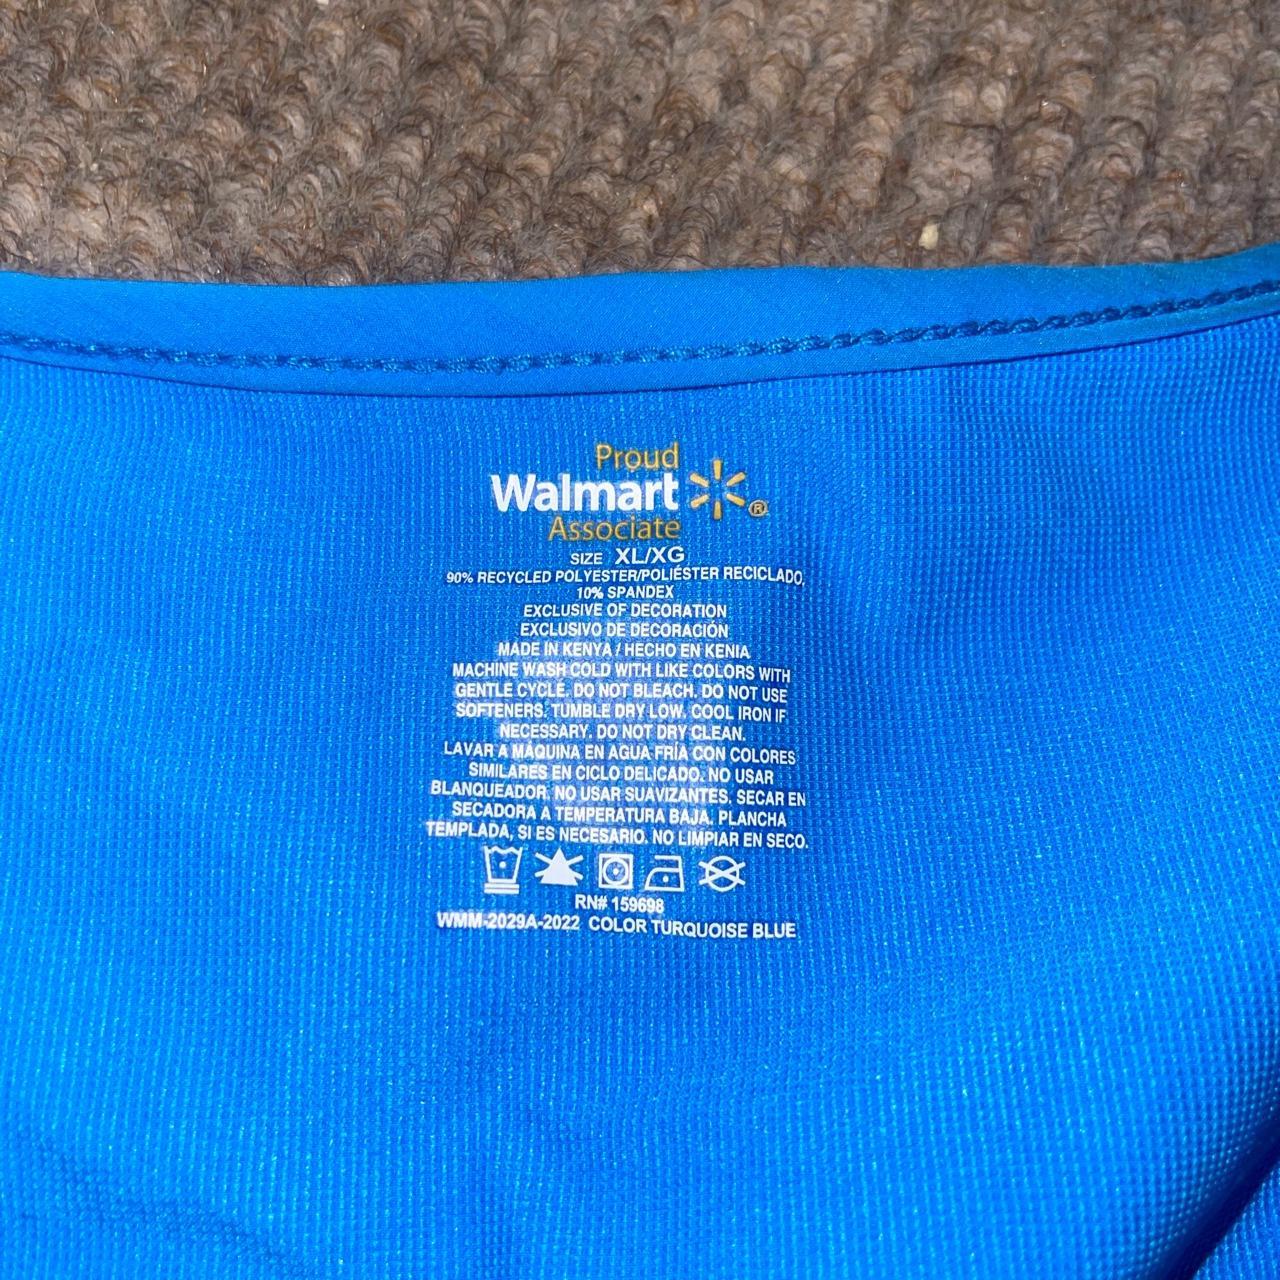 Proud
Walmart ®
Associate
SIZE XL/XG
90% RECYCLED POLYESTER/POLIÉSTER RECICLADO,
10% SPANDEX
EXCLUSIVE OF DECORATION
EXCLUSIVO DE DECORACIÓN
MADE IN KENYA / HECHO EN KENIA
MACHINE WASH COLD WITH LIKE COLORS WITH
GENTLE CYCLE. DO NOT BLEACH. DO NOT USE
SOFTENERS. TUMBLE DRY LOW. COOL IRON IF
NECESSARY. DO NOT DRY CLEAN.
LAVAR A MÁQUINA EN AGUA FRÍA CON COLORES
SIMILARES EN CICLO DELICADO. NO USAR
BLANQUEADOR. NO USAR SUAVIZANTES. SECAR EN
SECADORA A TEMPERATURA BAJA. PLANCHA
TEMPLADA, SI ES NECESARIO. NO LIMPIAR EN SECO.
RN# 159698
WMM-2029A-2022 COLOR TURQUOISE BLUE